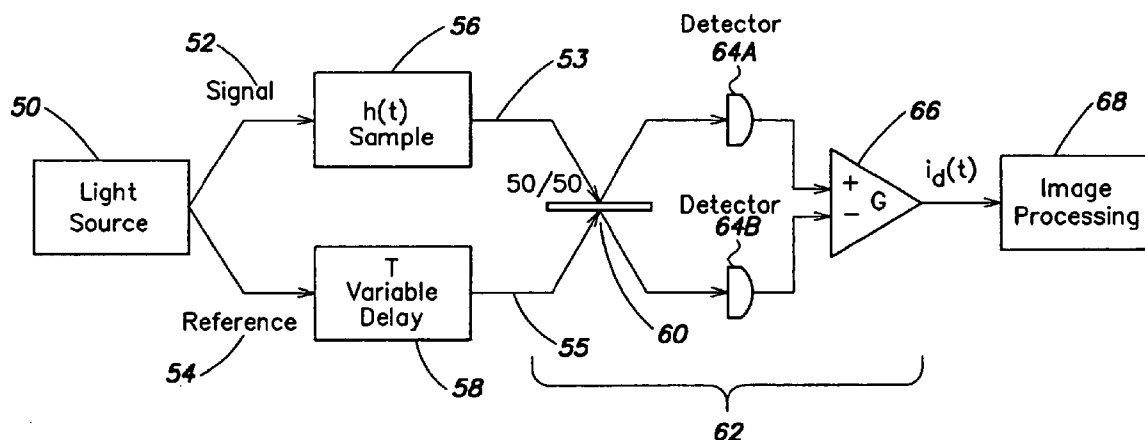 50
Light
Source
52
Signal
54
Reference
56
h(t)
Sample
T
Variable
Delay
58
53
55
50/50
60
Detector
64A
Detector
64B
62
66
+
−
G
i_d(t)
68
Image
Processing